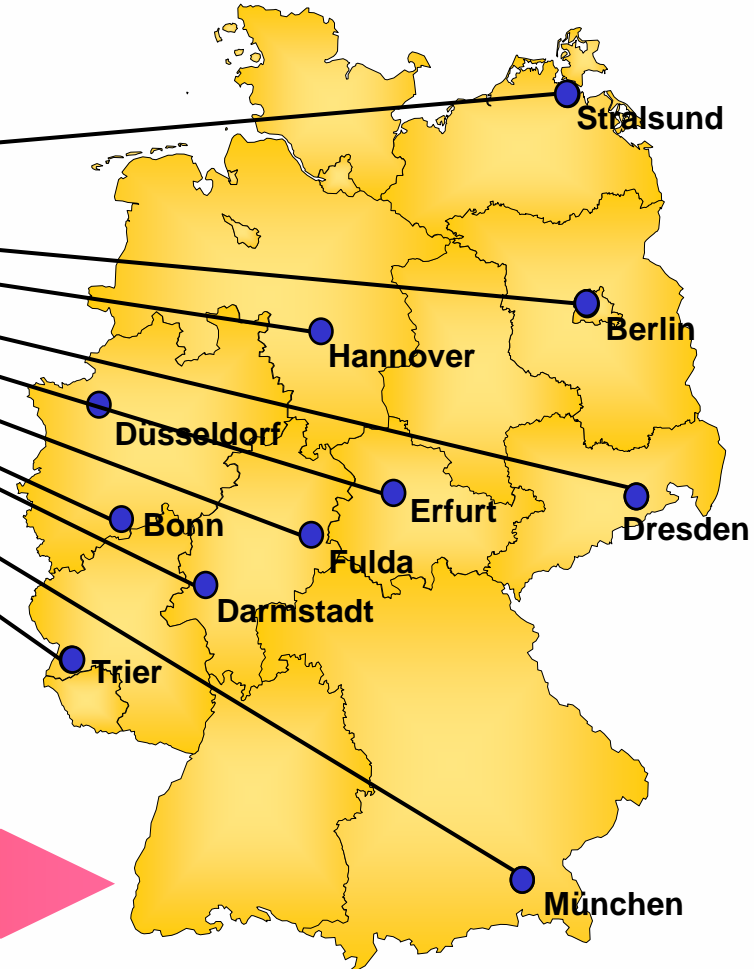 Stralsund
Berlin
Hannover
Düsseldorf
Erfurt
Bonn
Dresden
Fulda
Darmstadt
Trier
München